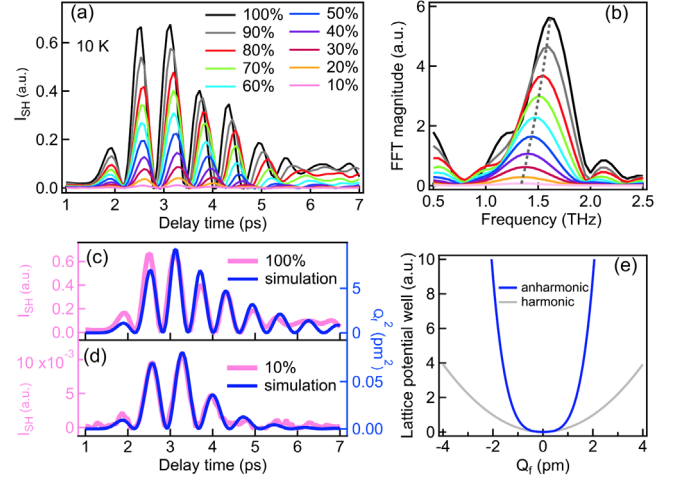 (a)
10 K
100%
90%
80%
70%
60%
50%
40%
30%
20%
10%
I_SH (a.u.)
0.6
0.4
0.2
0.0
1 2 3 4 5 6 7
Delay time (ps)
(b)
FFT magnitude (a.u.)
6
4
2
0
0.5 1.0 1.5 2.0 2.5
Frequency (THz)
(c)
100%
simulation
I_SH (a.u.)
0.6
0.4
0.2
0.0
5
0
Q_f^2 (pm^2)
(d)
10%
simulation
I_SH (a.u.)
10 x10^-3
5
0
0.05
0.00
1 2 3 4 5 6 7
Delay time (ps)
(e)
anharmonic
harmonic
Lattice potential well (a.u.)
10
8
6
4
2
0
-4 -2 0 2 4
Q_f (pm)